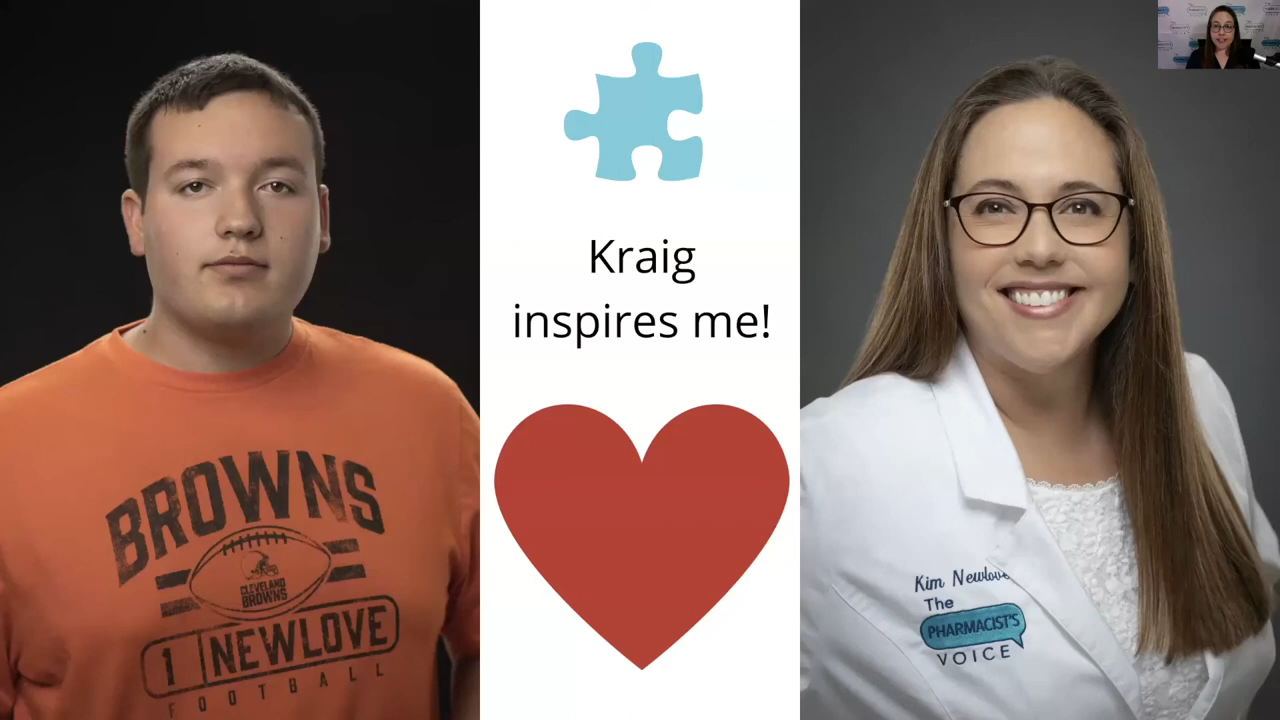 BROWNS
CLEVELAND
BROWNS
1 NEWLOVE
FOOTBALL
Kraig
inspires me!
Kim Newlove
The
PHARMACIST'S
VOICE